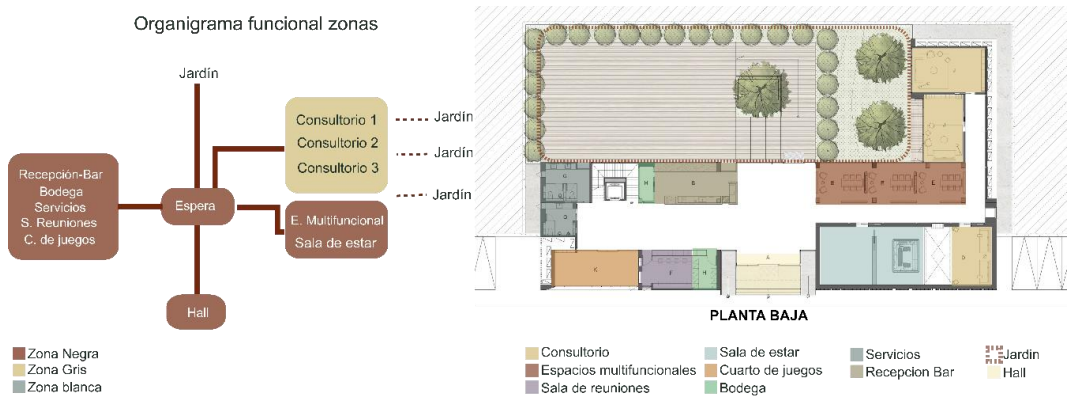 Organigrama funcional zonas
Jardín
Consultorio 1
Consultorio 2
Consultorio 3
Jardín
Jardín
Jardín
Recepción-Bar
Bodega
Servicios
S. Reuniones
C. de juegos
Espera
E. Multifuncional
Sala de estar
Hall
Zona Negra
Zona Gris
Zona blanca
H
B
E
E
A
K
F
H
PLANTA BAJA
Consultorio
Espacios multifuncionales
Sala de reuniones
Sala de estar
Cuarto de juegos
Bodega
Servicios
Recepcion Bar
Jardin
Hall